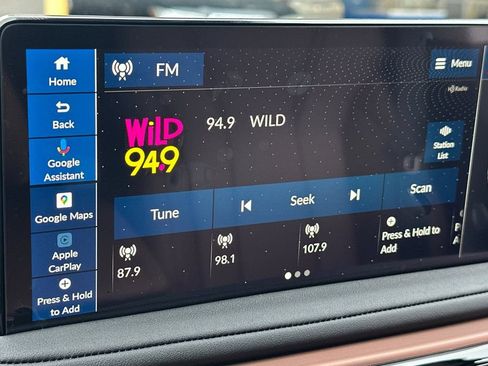 Home
FM
Menu
HD Radio
Back
WiLD
94.9
94.9 WILD
Google
Assistant
Station
List
Google Maps
Tune
Seek
Scan
Apple
CarPlay
87.9
98.1
107.9
Press & Hold to
Add
Press & Hold
to Add